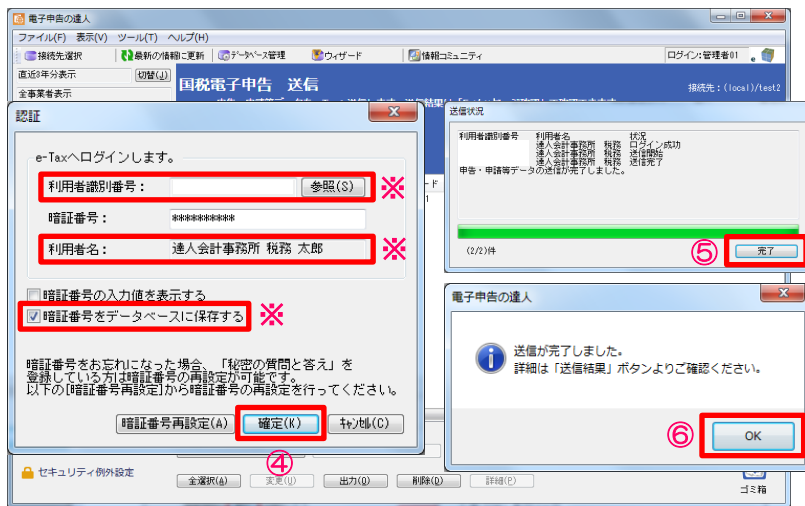 電子申告の達人
ファイル(F) 表示(V) ツール(T) ヘルプ(H)
接続先選択 最新の情報に更新 データベース管理 ウィザード 情報コミュニティ ログイン:管理者01
直近3年分表示 切替(J)
全事業者表示
国税電子申告 送信
接続先:(local)/test2
認証
e-Taxへログインします。
利用者識別番号: 参照(S) ※
暗証番号: **********
利用者名: 達人会計事務所 税務 太郎 ※
暗証番号の入力値を表示する
暗証番号をデータベースに保存する ※
暗証番号をお忘れになった場合、「秘密の質問と答え」を
登録している方は暗証番号の再設定が可能です。
以下の[暗証番号再設定]から暗証番号の再設定を行ってください。
暗証番号再設定(A) 確定(K) キャンセル(C)
④
送信状況
利用者識別番号 利用者名 状況
達人会計事務所 税務 ログイン成功
達人会計事務所 税務 送信開始
達人会計事務所 税務 送信完了
申告・申請等データの送信が完了しました。
(2/2)件 ⑤ 完了
電子申告の達人
送信が完了しました。
詳細は「送信結果」ボタンよりご確認ください。
⑥ OK
セキュリティ例外設定
全選択(A) 変更(U) 出力(O) 削除(D) 詳細(P)
ゴミ箱